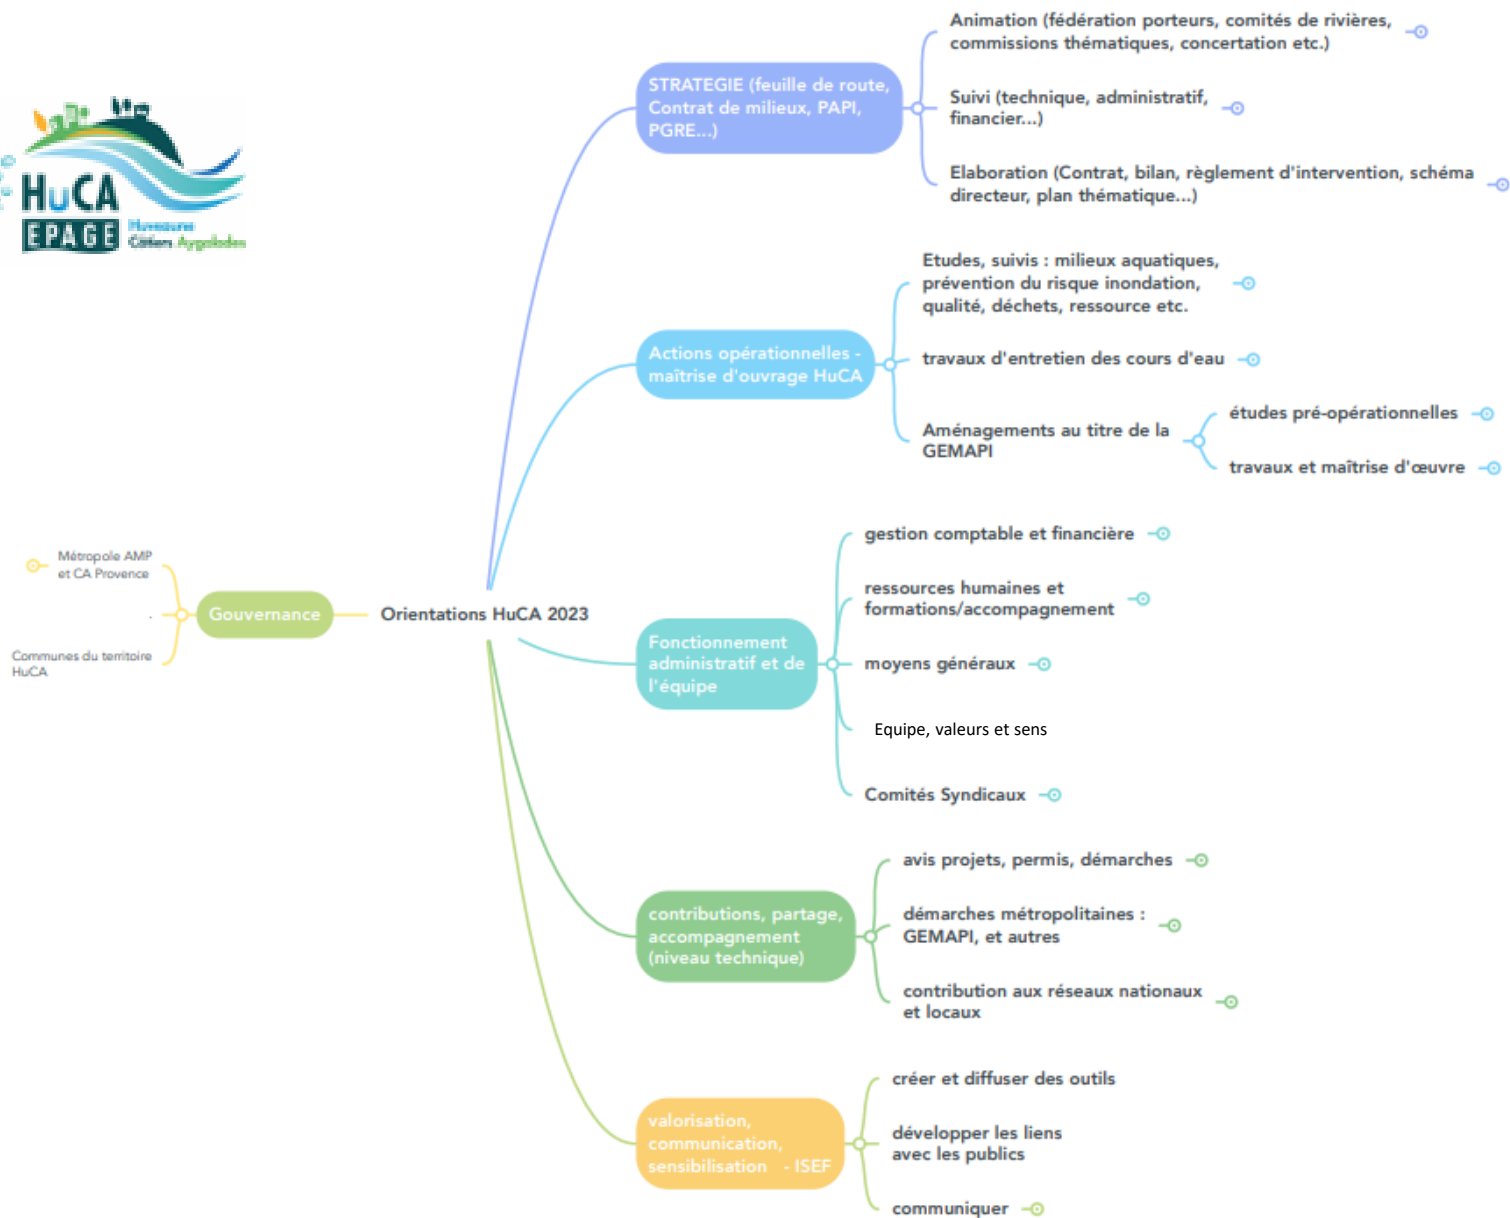 HuCA
EPAGE
Huveaune
Côtiers Aygalades
Orientations HuCA 2023
Gouvernance
Métropole AMP
et CA Provence
.
Communes du territoire
HuCA
STRATEGIE (feuille de route,
Contrat de milieux, PAPI,
PGRE...)
Animation (fédération porteurs, comités de rivières,
commissions thématiques, concertation etc.)
Suivi (technique, administratif,
financier...)
Elaboration (Contrat, bilan, règlement d'intervention, schéma
directeur, plan thématique...)
Actions opérationnelles -
maîtrise d'ouvrage HuCA
Etudes, suivis : milieux aquatiques,
prévention du risque inondation,
qualité, déchets, ressource etc.
travaux d'entretien des cours d'eau
Aménagements au titre de la
GEMAPI
études pré-opérationnelles
travaux et maîtrise d'œuvre
Fonctionnement
administratif et de
l'équipe
gestion comptable et financière
ressources humaines et
formations/accompagnement
moyens généraux
Equipe, valeurs et sens
Comités Syndicaux
contributions, partage,
accompagnement
(niveau technique)
avis projets, permis, démarches
démarches métropolitaines :
GEMAPI, et autres
contribution aux réseaux nationaux
et locaux
valorisation,
communication,
sensibilisation - ISEF
créer et diffuser des outils
développer les liens
avec les publics
communiquer